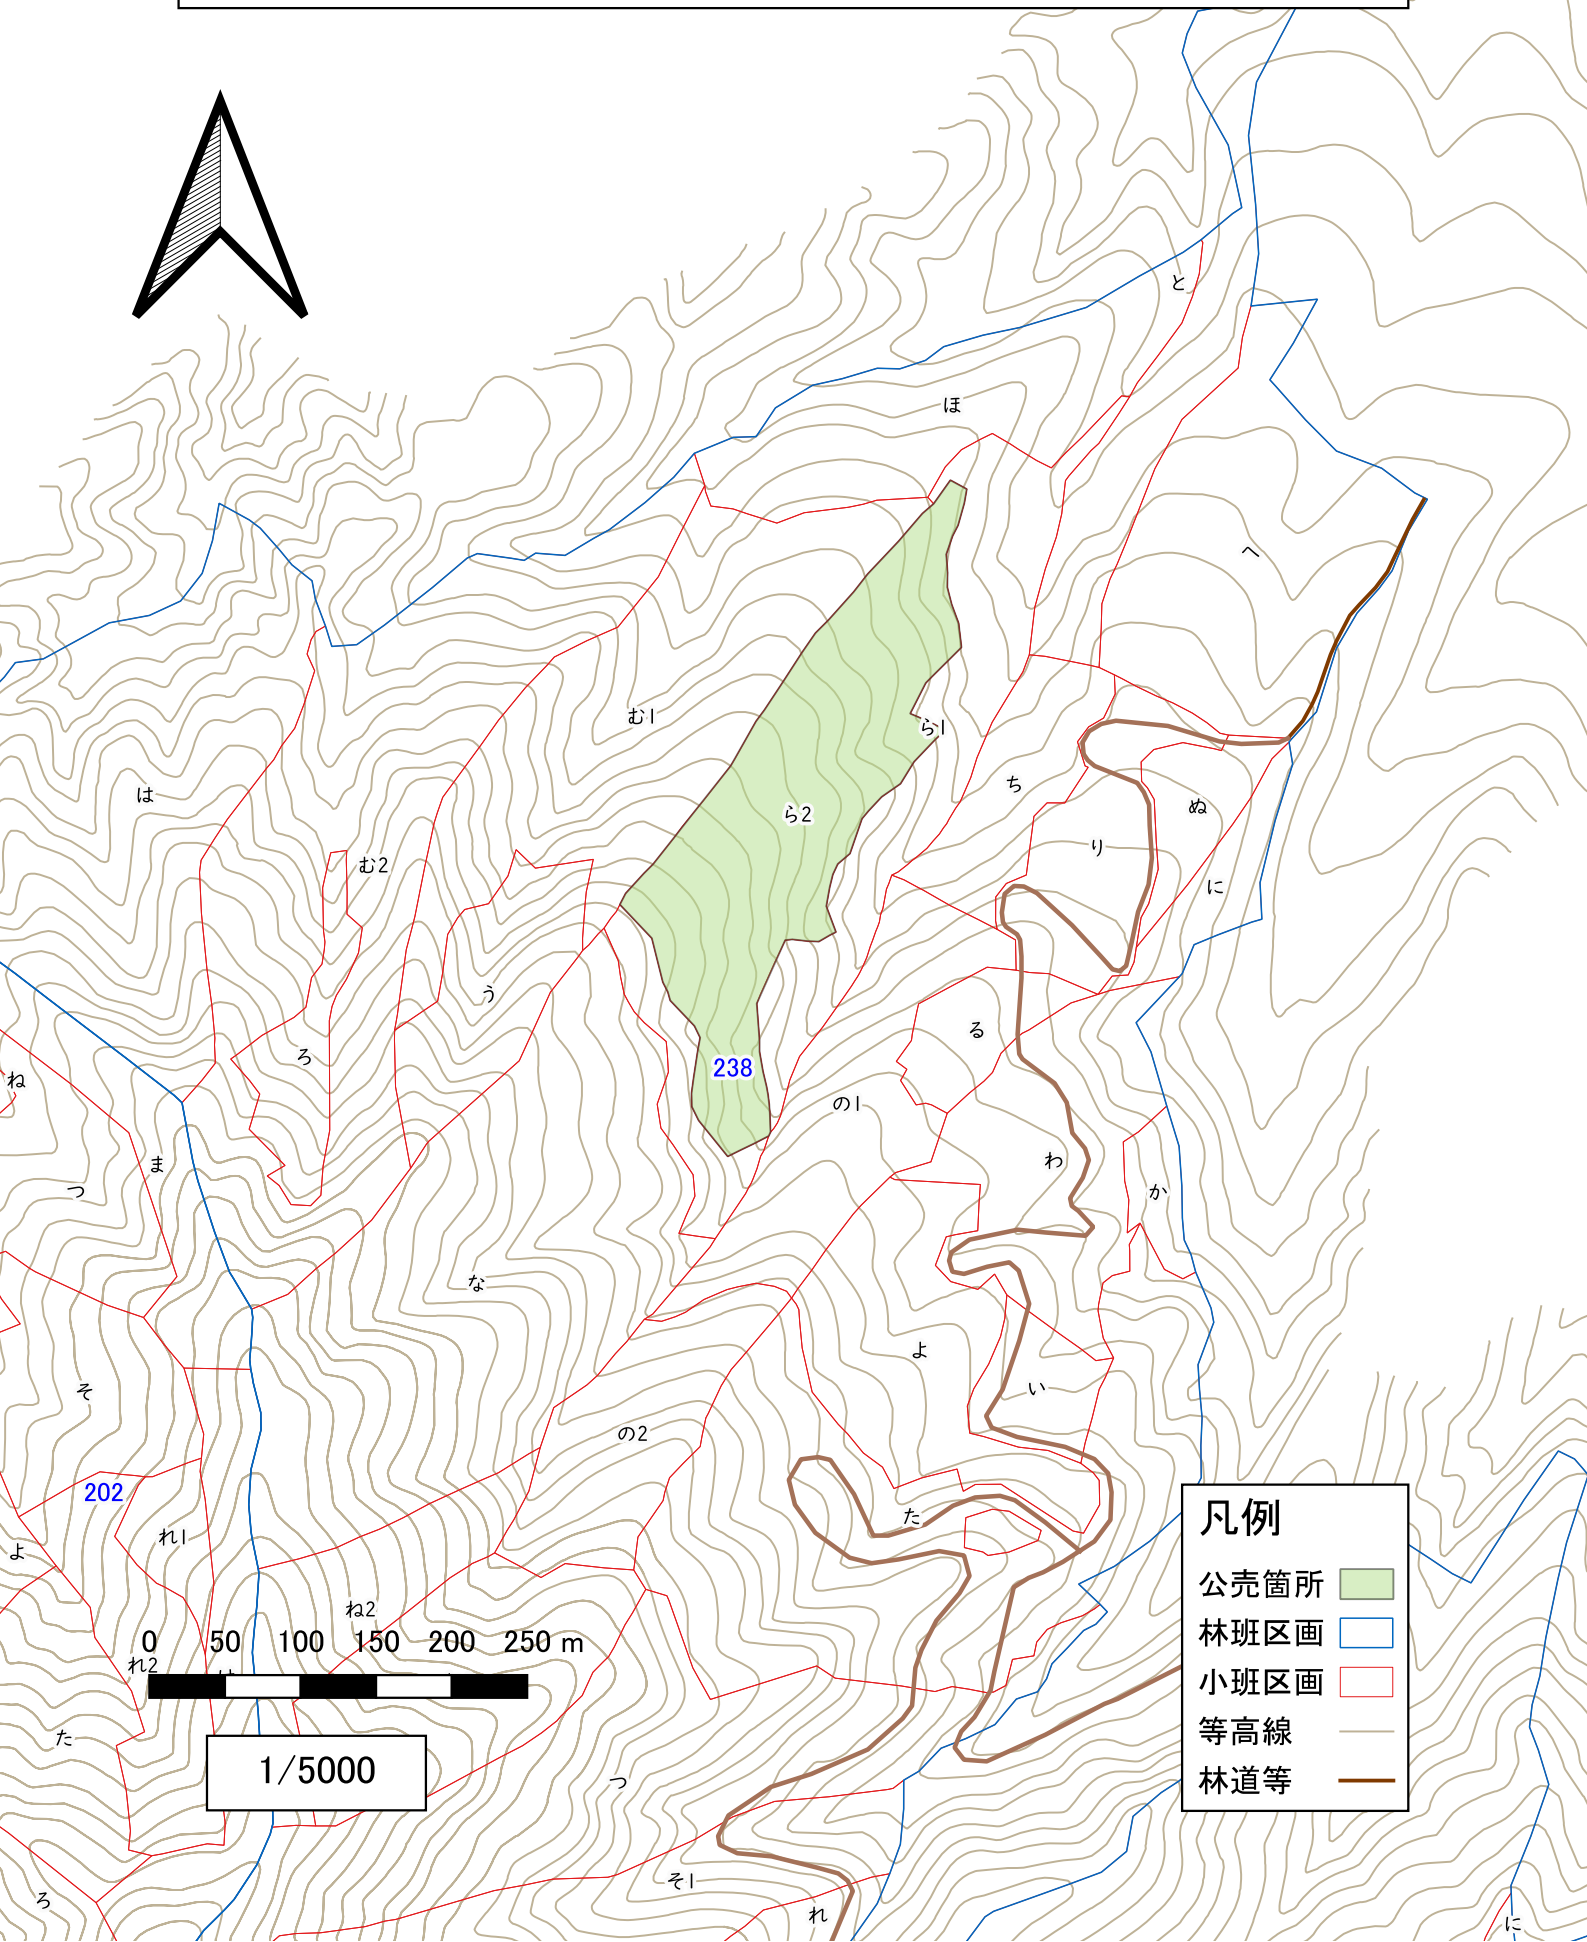 と
ほ
へ
む1
ら1
ち
は
ぬ
ら2
り
む2
に
う
る
ろ
238
ね
の1
わ
ま
つ
か
な
よ
い
そ
の2
202
た
れ1
よ
ね2
0 50 100 150 200 250 m
れ2
た
1/5000
つ
そ1
ろ
れ
に
凡例
公売箇所
林班区画
小班区画
等高線
林道等